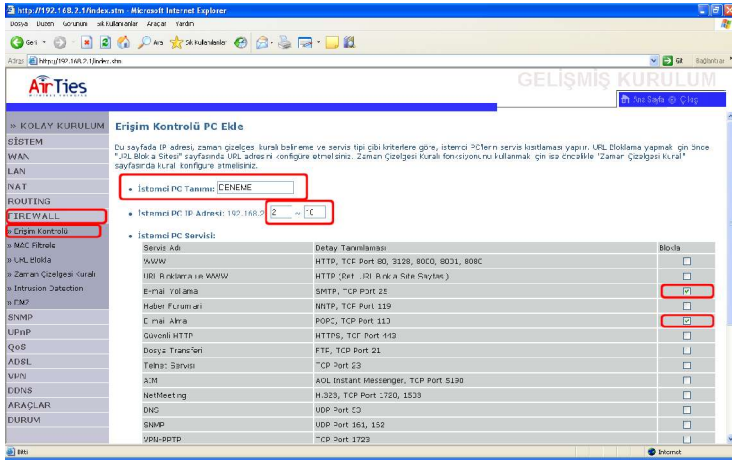 http://192.168.2.1/index.stm - Microsoft Internet Explorer
Dosya Düzen Görünüm Sık Kullanılanlar Araçlar Yardım
Geri Ara Sık Kullanılanlar
Adres http://192.168.2.1/index.stm Git Bağlantılar
AirTies
GELİŞMİŞ KURULUM
Ana Sayfa Çıkış
» KOLAY KURULUM
SİSTEM
WAN
LAN
NAT
ROUTING
FIREWALL
» Erişim Kontrolü
» MAC Filtrele
» URL Blokla
» Zaman Çizelgesi Kuralı
» Intrusion Detection
» DMZ
SNMP
UPnP
QoS
ADSL
VPN
DDNS
ARAÇLAR
DURUM
Erişim Kontrolü PC Ekle
Bu sayfada IP adresi, zaman çizelgesi kuralı belirleme ve servis tipi gibi kriterlere göre, istemci PC'lerin servis kısıtlaması yapılır. URL Bloklama yapmak için önce
"URL Blokla Sitesi" sayfasında URL adresini konfigüre etmelisiniz. Zaman Çizelgesi Kuralı fonksiyonunu kullanmak için ise öncelikle "Zaman Çizelgesi Kuralı"
sayfasında kural konfigüre etmelisiniz.
• İstemci PC Tanımı: DENEME
• İstemci PC IP Adresi: 192.168.2. 2 ~ 10
• İstemci PC Servisi:
Servis Adı Detay Tanımlaması Blokla
WWW HTTP, TCP Port 80, 3128, 8000, 8001, 8080
URL Bloklama ve WWW HTTP (Ref. URL Blokla Site Sayfası)
E-mail Yollama SMTP, TCP Port 25
Haber Forumları NNTP, TCP Port 119
E-mail Alma POP3, TCP Port 110
Güvenli HTTP HTTPS, TCP Port 443
Dosya Transferi FTP, TCP Port 21
Telnet Servisi TCP Port 23
AIM AOL Instant Messenger, TCP Port 5190
NetMeeting H.323, TCP Port 1720, 1503
DNS UDP Port 53
SNMP UDP Port 161, 162
VPN-PPTP TCP Port 1723
Bitti Internet